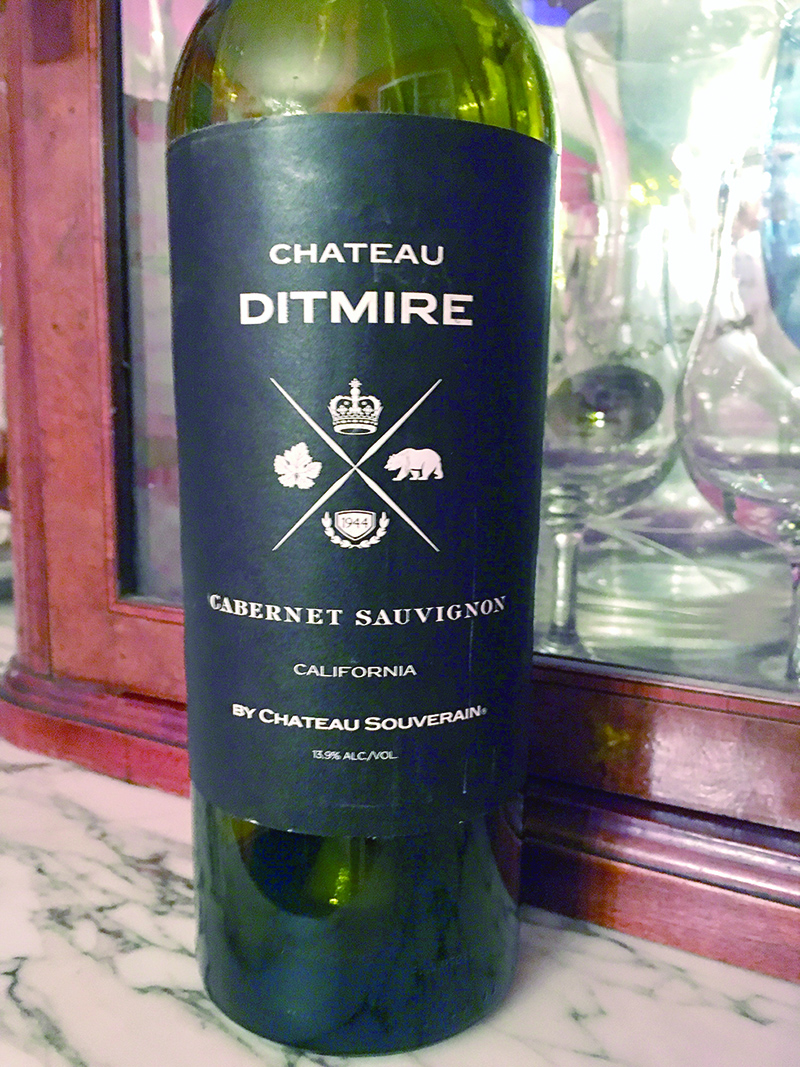 CHATEAU
DITMIRE
1944
CABERNET SAUVIGNON
CALIFORNIA
BY CHATEAU SOUVERAIN®
13.9% ALC./VOL.